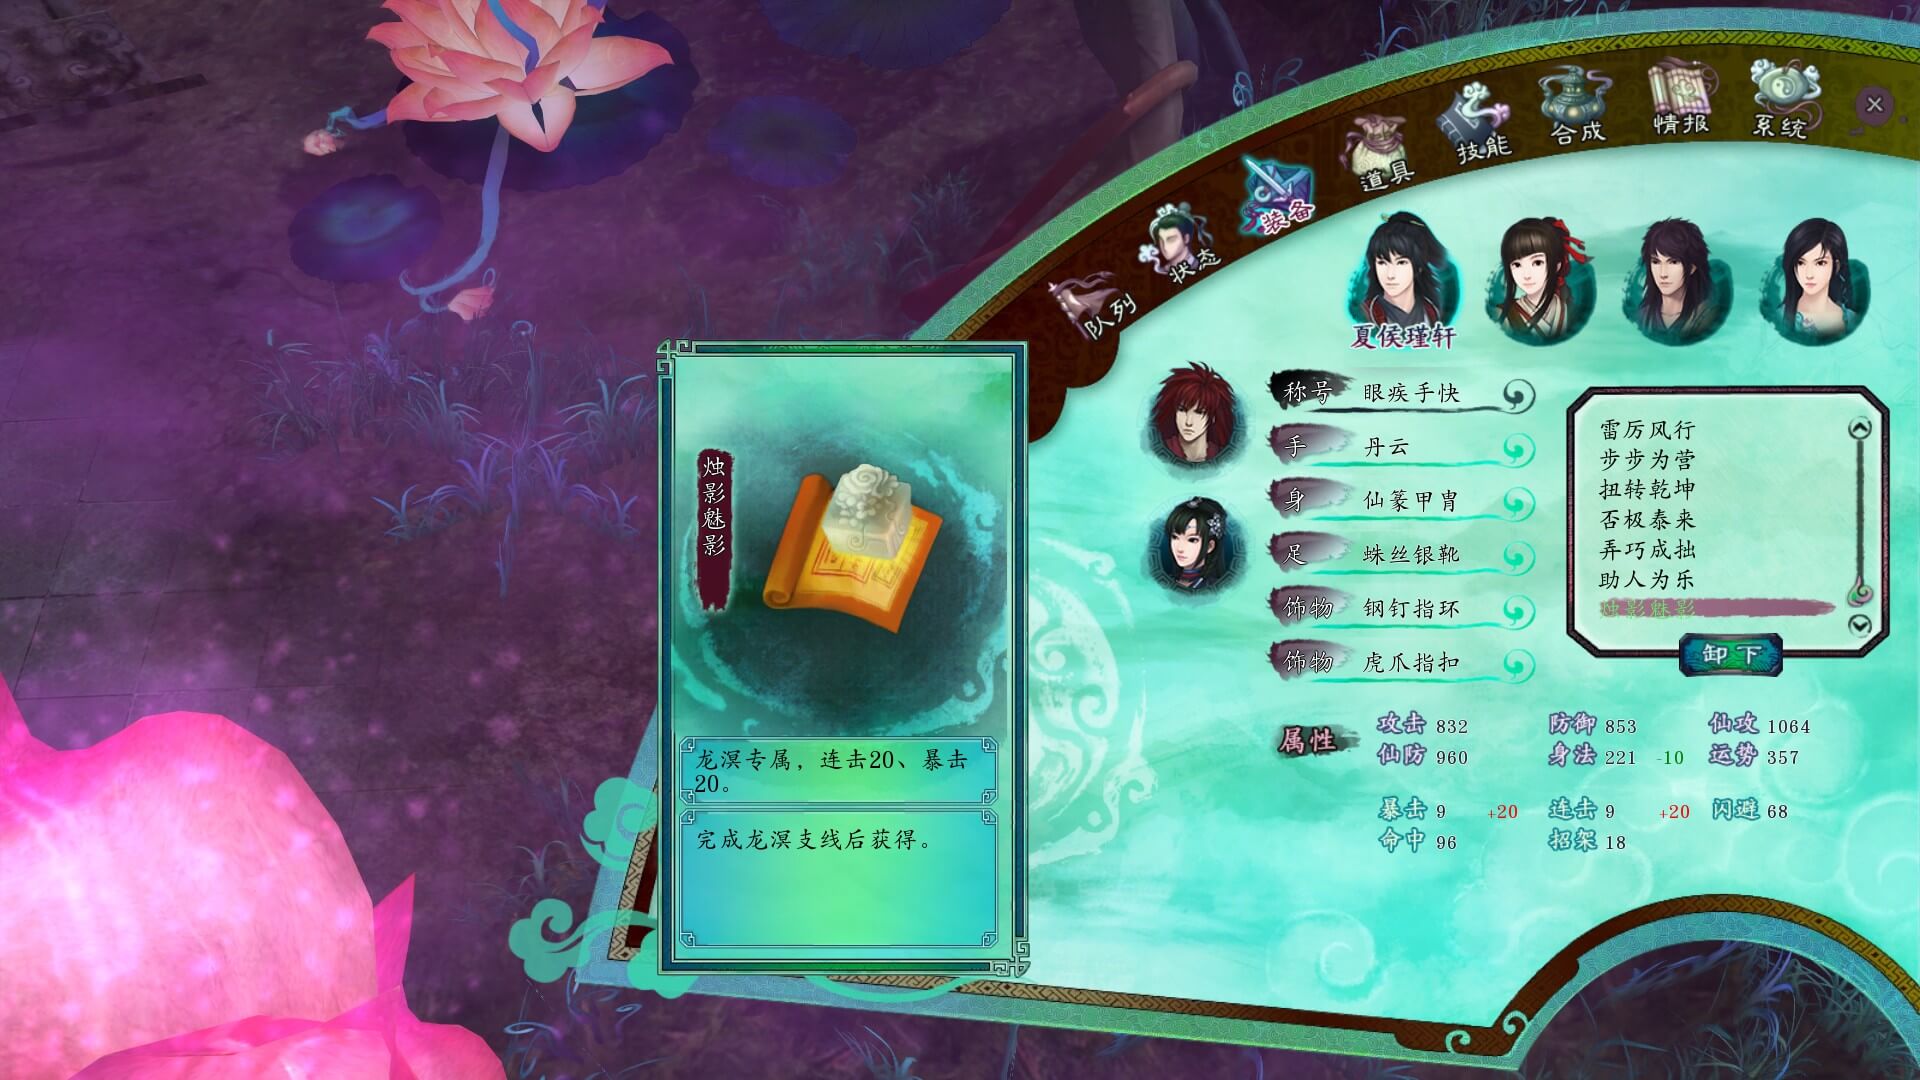 队列
状态
装备
道具
技能
合成
情报
系统
夏侯瑾轩
称号 眼疾手快
手 丹云
身 仙篆甲胄
足 蛛丝银靴
饰物 钢钉指环
饰物 虎爪指扣
雷厉风行
步步为营
扭转乾坤
否极泰来
弄巧成拙
助人为乐
烛影魅影
卸下
烛影魅影
龙溟专属，连击20、暴击
20。
完成龙溟支线后获得。
属性
攻击 832 防御 853 仙攻 1064
仙防 960 身法 221 -10 运势 357
暴击 9 +20 连击 9 +20 闪避 68
命中 96 招架 18